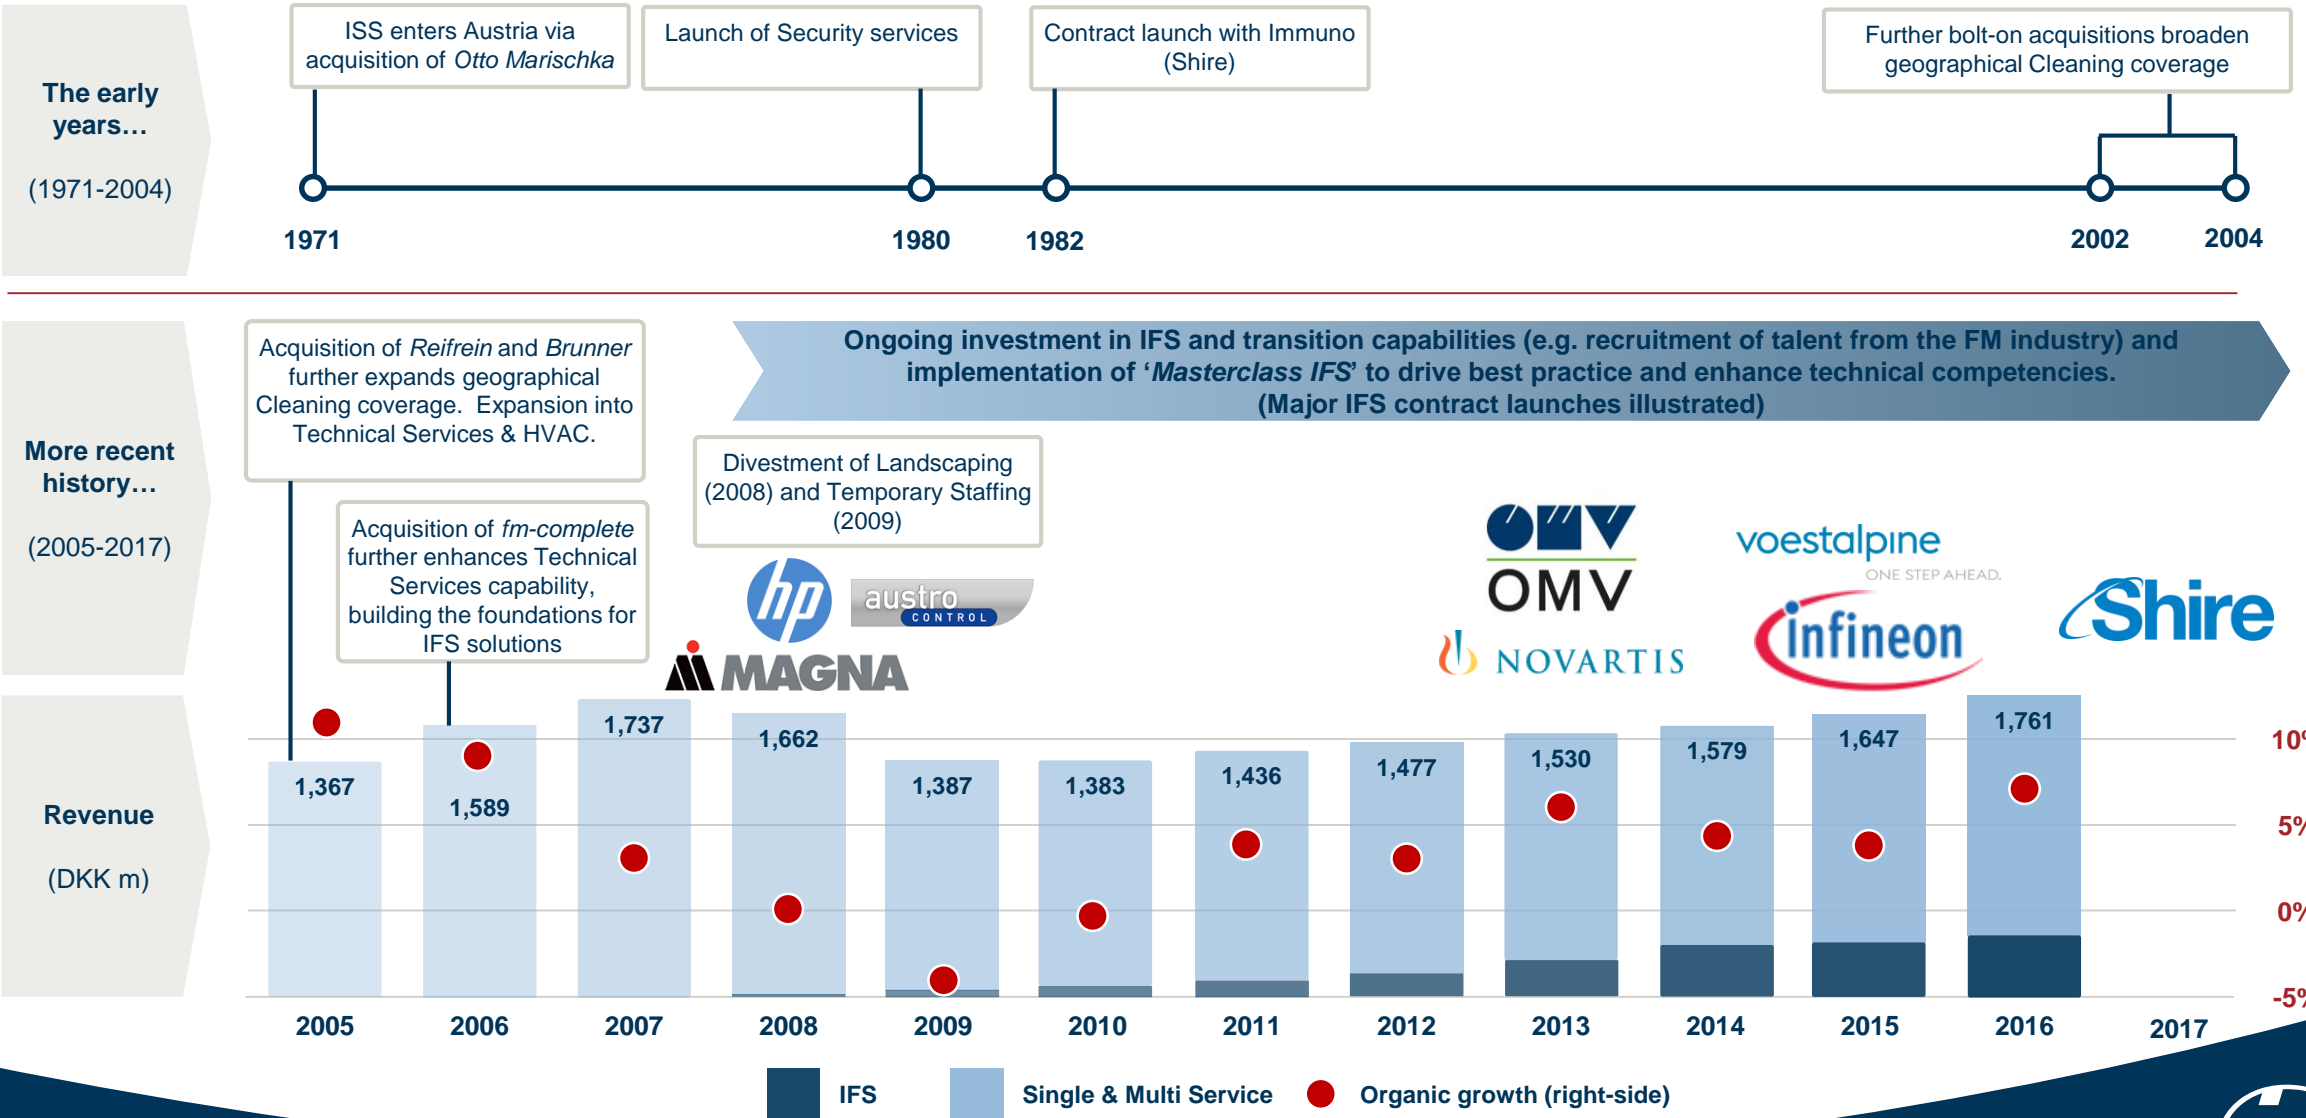 The early
years…
(1971-2004)
ISS enters Austria via
acquisition of Otto Marischka
Launch of Security services
Contract launch with Immuno
(Shire)
Further bolt-on acquisitions broaden
geographical Cleaning coverage
1971
1980
1982
2002
2004
More recent
history…
(2005-2017)
Acquisition of Reifrein and Brunner
further expands geographical
Cleaning coverage.  Expansion into
Technical Services & HVAC.
Acquisition of fm-complete
further enhances Technical
Services capability,
building the foundations for
IFS solutions
Ongoing investment in IFS and transition capabilities (e.g. recruitment of talent from the FM industry) and
implementation of ‘Masterclass IFS’ to drive best practice and enhance technical competencies.
(Major IFS contract launches illustrated)
Divestment of Landscaping
(2008) and Temporary Staffing
(2009)
hp
austro
CONTROL
MAGNA
OMV
OMV
NOVARTIS
voestalpine
ONE STEP AHEAD.
infineon
Shire
Revenue
(DKK m)
1,367
1,589
1,737
1,662
1,387
1,383
1,436
1,477
1,530
1,579
1,647
1,761
10%
5%
0%
-5%
2005
2006
2007
2008
2009
2010
2011
2012
2013
2014
2015
2016
2017
IFS
Single & Multi Service
Organic growth (right-side)